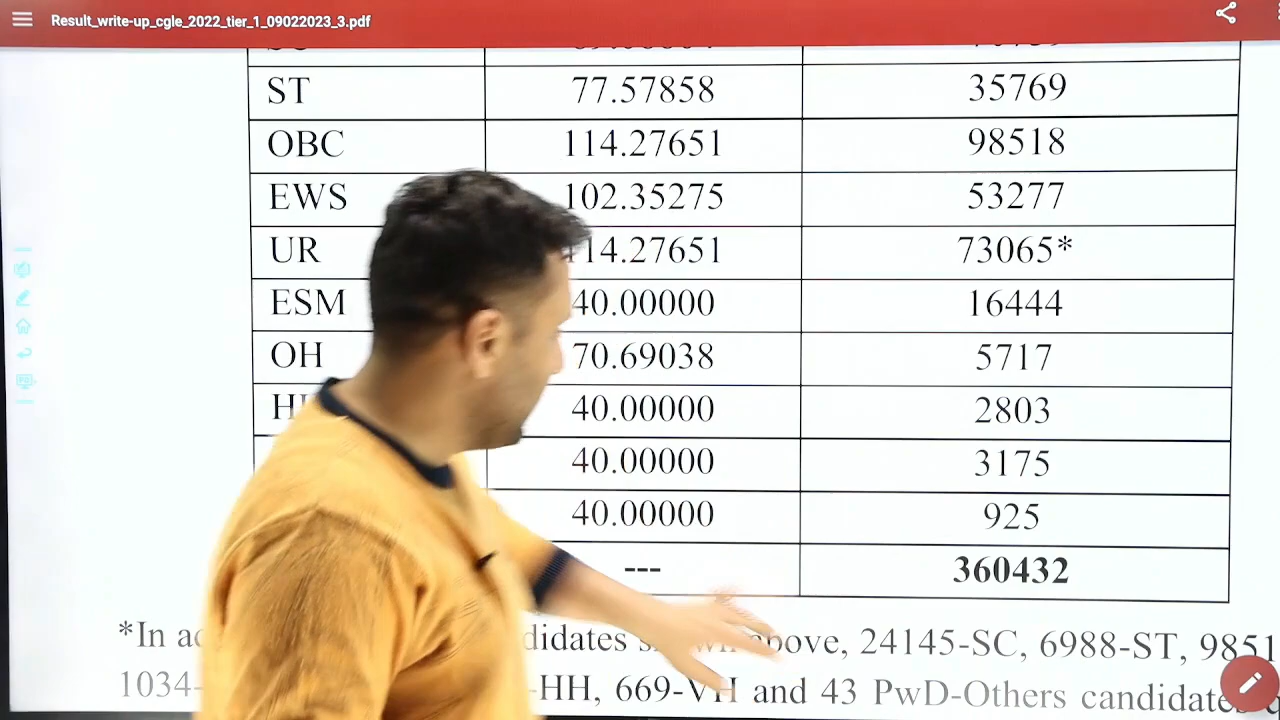 Result_write-up_cgle_2022_tier_1_09022023_3.pdf
ST 77.57858 35769
OBC 114.27651 98518
EWS 102.35275 53277
UR 114.27651 73065*
ESM 40.00000 16444
OH 70.69038 5717
40.00000 2803
40.00000 3175
40.00000 925
--- 360432
*In above, 24145-SC, 6988-ST,
1034- -HH, 669-VH and 43 PwD-Others